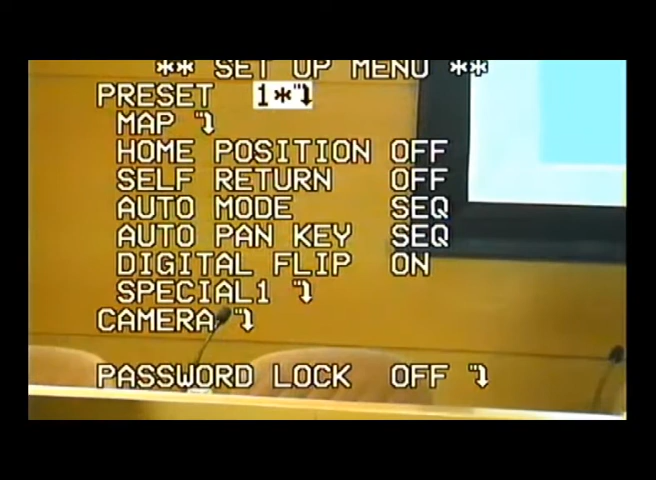 ** SET UP MENU **
PRESET 1*
MAP
HOME POSITION OFF
SELF RETURN OFF
AUTO MODE SEQ
AUTO PAN KEY SEQ
DIGITAL FLIP ON
SPECIAL1
CAMERA
PASSWORD LOCK OFF